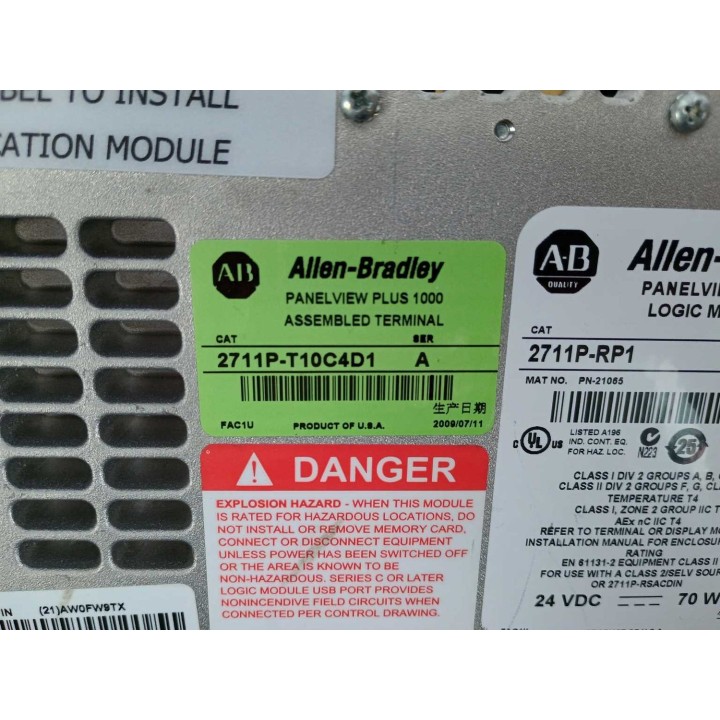 TO INSTALL
MODULE
AB
Allen-Bradley
PANELVIEW PLUS 1000
ASSEMBLED TERMINAL
CAT SER
2711P-T10C4D1 A
生产日期
FAC1U PRODUCT OF U.S.A. 2009/07/11
DANGER
EXPLOSION HAZARD - WHEN THIS MODULE
IS RATED FOR HAZARDOUS LOCATIONS, DO
NOT INSTALL OR REMOVE MEMORY CARD,
CONNECT OR DISCONNECT EQUIPMENT
UNLESS POWER HAS BEEN SWITCHED OFF
OR THE AREA IS KNOWN TO BE
NON-HAZARDOUS. SERIES C OR LATER
LOGIC MODULE USB PORT PROVIDES
NONINCENDIVE FIELD CIRCUITS WHEN
CONNECTED PER CONTROL DRAWING.
(21)AW0FW9TX
A-B
QUALITY
Allen-
LOGIC
CAT
2711P-RP1
MAT NO. PN-21065
C UL US
LISTED A196
IND. CONT. EQ.
FOR HAZ. LOC.
N223
25
CLASS I DIV 2 GROUPS A, B,
CLASS II DIV 2 GROUPS F, G,
TEMPERATURE T4
CLASS I, ZONE 2 GROUP IIC
AEx nC IIC T4
REFER TO TERMINAL OR DISPLAY
INSTALLATION MANUAL FOR
RATING
EN 61131-2 EQUIPMENT CLASS II
FOR USE WITH A CLASS 2/SELV
OR 2711P-RSACDIN
24 VDC 70 W